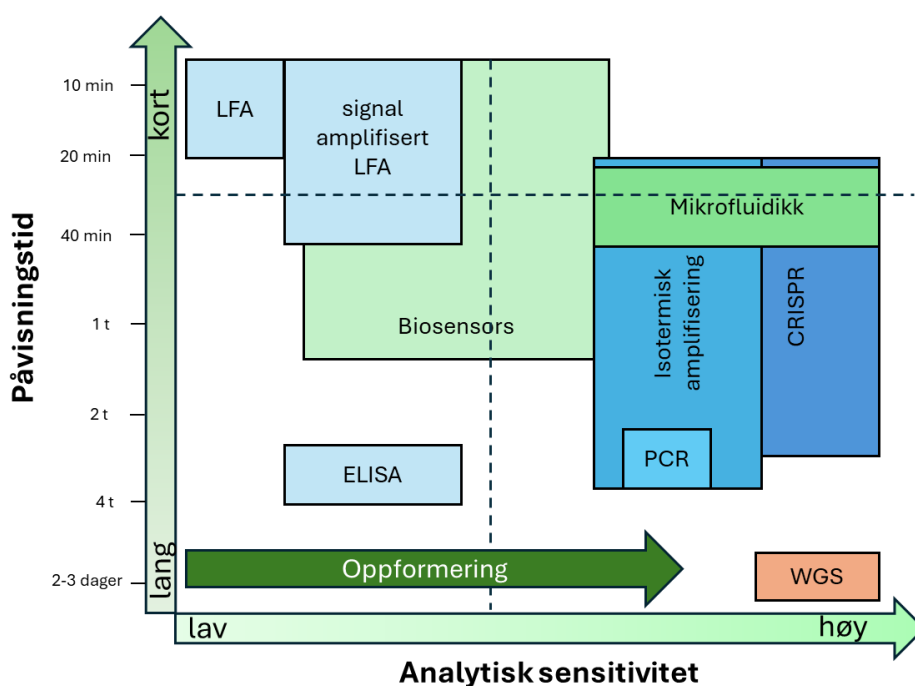 Påvisningstid
kort
lang
10 min
20 min
40 min
1 t
2 t
4 t
2-3 dager
LFA
signal
amplifisert
LFA
Biosensors
Mikrofluidikk
Isotermisk
amplifisering
CRISPR
PCR
ELISA
Oppformering
WGS
lav
høy
Analytisk sensitivitet